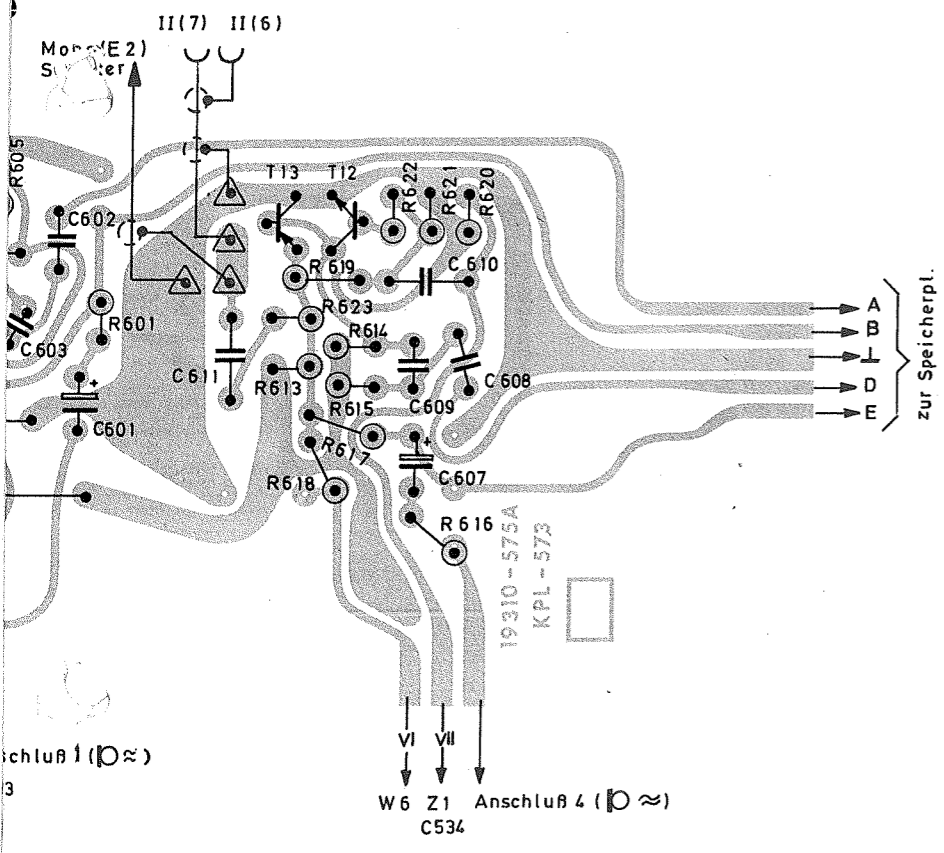 II(7) II(6)
(E2)
R605
T13 T12
R622
R621
R620
C602
R619
C610
R601
R623
R614
A
B
C603
C611
R613
C608
D
E
zur Speicherpl.
R615
C609
C601
R617
R618
C607
R616
19310-575A
KPL-573
VI VII
chluß 1 (≈)
3
W6 Z1 Anschluß 4 (≈)
C534